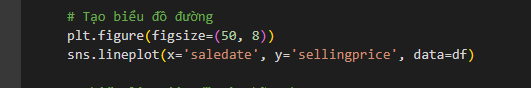 # Tạo biểu đồ đường
plt.figure(figsize=(50, 8))
sns.lineplot(x='saledate', y='sellingprice', data=df)